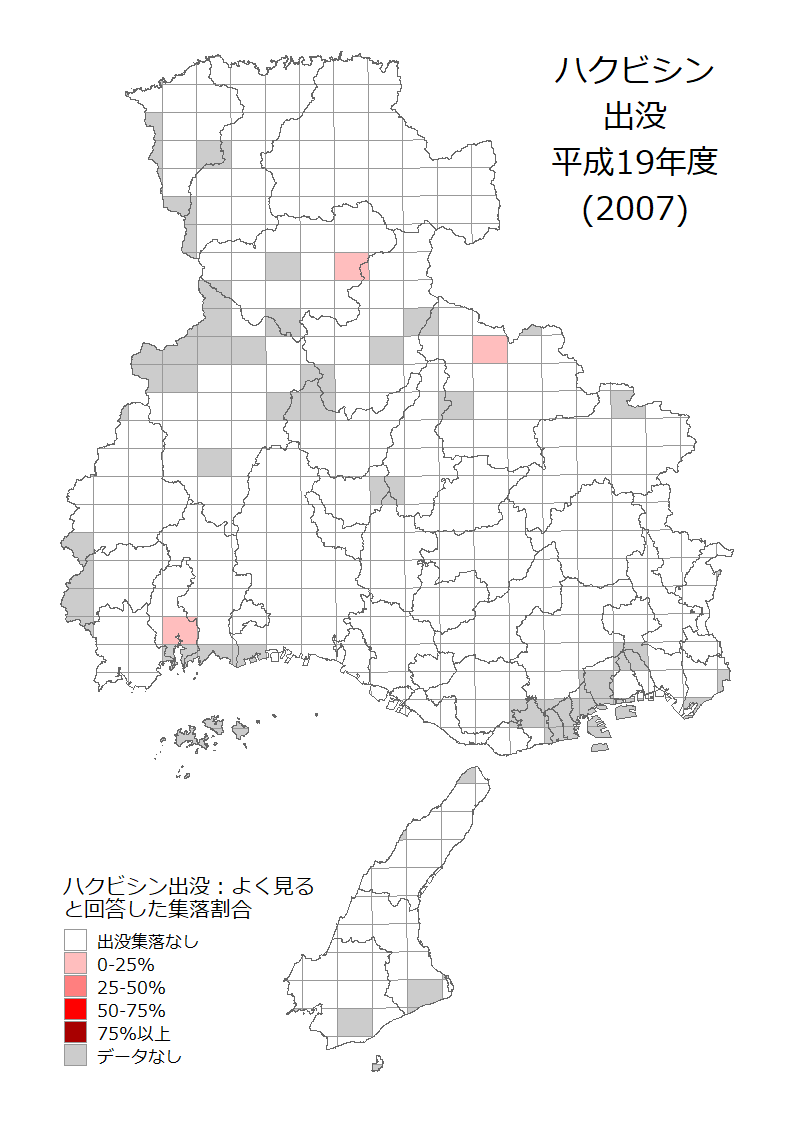 ハクビシン
出没
平成19年度
(2007)
ハクビシン出没：よく見る
と回答した集落割合
出没集落なし
0-25%
25-50%
50-75%
75%以上
データなし